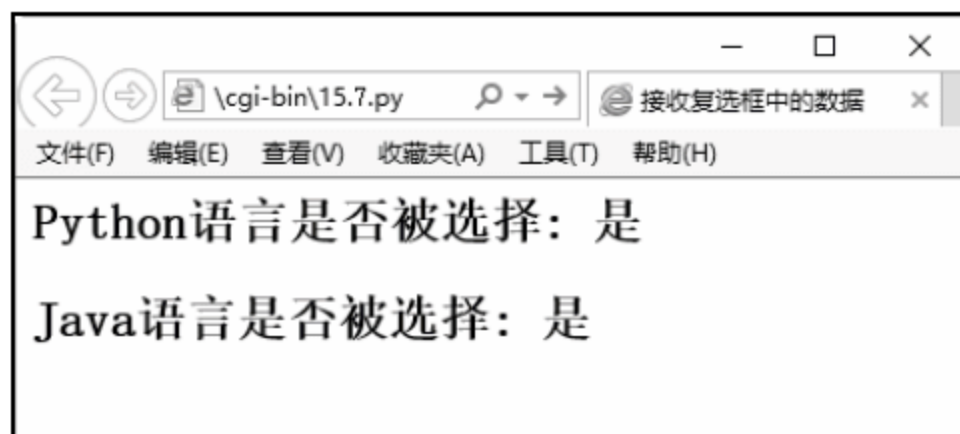 \cgi-bin\15.7.py
接收复选框中的数据
文件(F) 编辑(E) 查看(V) 收藏夹(A) 工具(T) 帮助(H)
Python语言是否被选择：是
Java语言是否被选择：是